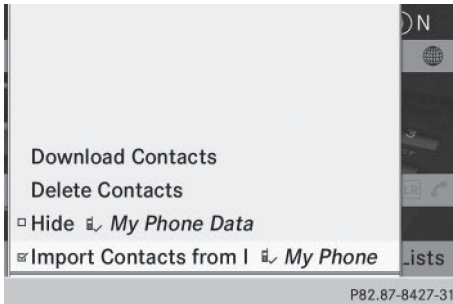 N
Download Contacts
Delete Contacts
Hide My Phone Data
Import Contacts from I My Phone
Lists
P82.87-8427-31